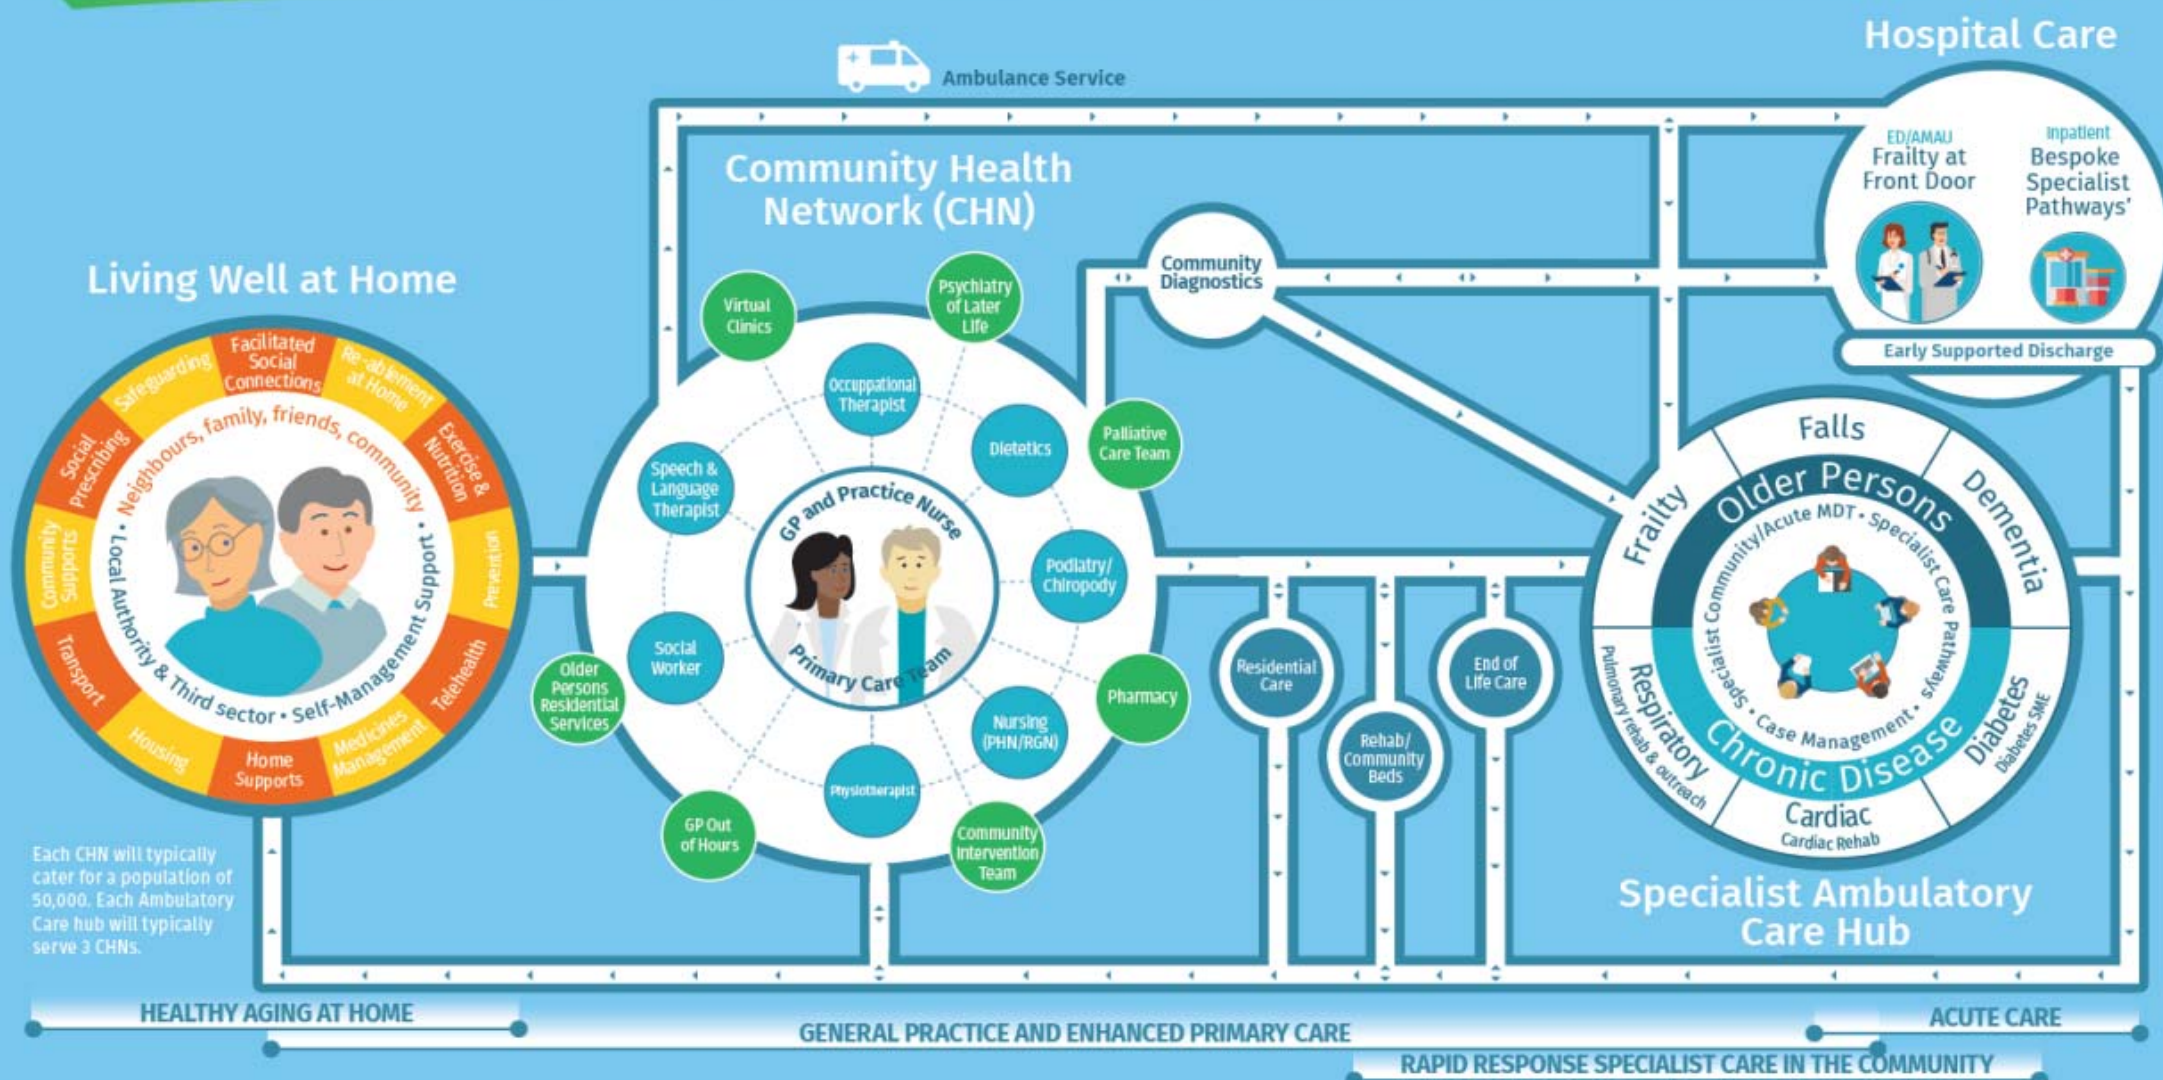 Hospital Care
Ambulance Service
ED/AMAU
Frailty at
Front Door
Inpatient
Bespoke
Specialist
Pathways'
Early Supported Discharge
Community Health
Network (CHN)
Community
Diagnostics
Living Well at Home
Facilitated
Social
Connections
Re-ablement
at Home
Exercise &
Nutrition
Prevention
Telehealth
Medicines
Management
Home
Supports
Housing
Transport
Community
Supports
Social
Prescribing
Safeguarding
Neighbours, family, friends, community •
Local Authority & Third sector • Self-Management Support •
Virtual
Clinics
Psychiatry
of Later
Life
Palliative
Care Team
Pharmacy
Community
Intervention
Team
GP Out
of Hours
Older
Persons
Residential
Services
Occuppational
Therapist
Dietetics
Podiatry/
Chiropody
Nursing
(PHN/RGN)
Physiotherapist
Social
Worker
Speech &
Language
Therapist
GP and Practice Nurse
Primary Care Team
Residential
Care
Rehab/
Community
Beds
End of
Life Care
Frailty
Falls
Dementia
Older Persons
Specialist Community/Acute MDT • Specialist Care Pathways • Case Management •
Chronic Disease
Respiratory
Pulmonary rehab & outreach
Cardiac
Cardiac Rehab
Diabetes
Diabetes SME
Specialist Ambulatory
Care Hub
Each CHN will typically
cater for a population of
50,000. Each Ambulatory
Care hub will typically
serve 3 CHNs.
HEALTHY AGING AT HOME
GENERAL PRACTICE AND ENHANCED PRIMARY CARE
ACUTE CARE
RAPID RESPONSE SPECIALIST CARE IN THE COMMUNITY